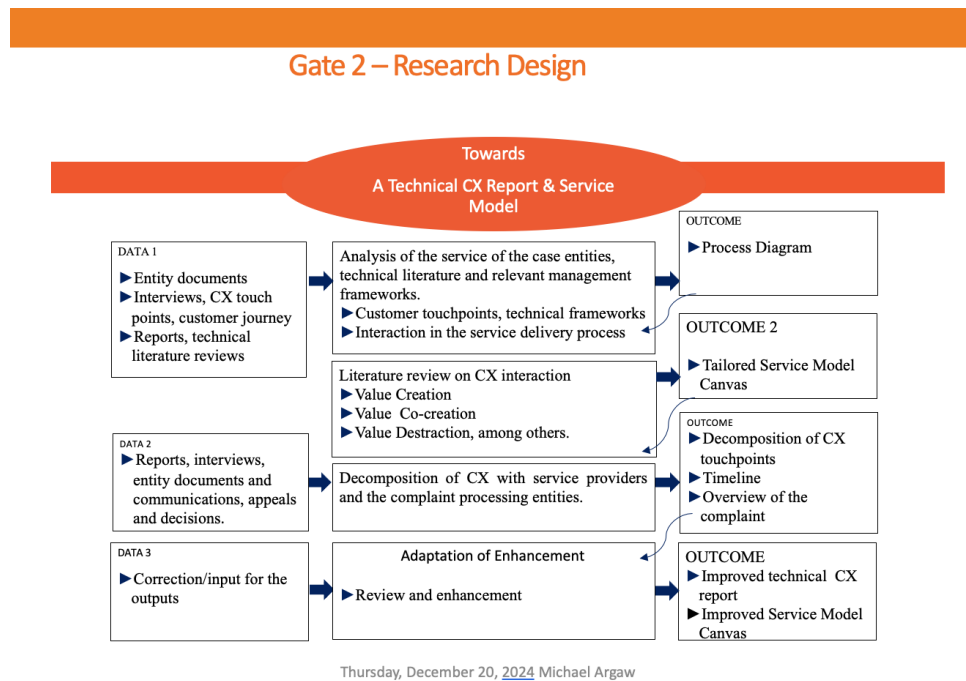 Gate 2 – Research Design
Towards
A Technical CX Report & Service
Model
DATA 1
►Entity documents
►Interviews, CX touch
points, customer journey
►Reports, technical
literature reviews
Analysis of the service of the case entities,
technical literature and relevant management
frameworks.
►Customer touchpoints, technical frameworks
►Interaction in the service delivery process
OUTCOME
►Process Diagram
Literature review on CX interaction
►Value Creation
►Value Co-creation
►Value Destraction, among others.
OUTCOME 2
►Tailored Service Model
Canvas
DATA 2
►Reports, interviews,
entity documents and
communications, appeals
and decisions.
Decomposition of CX with service providers
and the complaint processing entities.
OUTCOME
►Decomposition of CX
touchpoints
►Timeline
►Overview of the
complaint
DATA 3
►Correction/input for the
outputs
Adaptation of Enhancement
►Review and enhancement
OUTCOME
►Improved technical CX
report
►Improved Service Model
Canvas
Thursday, December 20, 2024 Michael Argaw